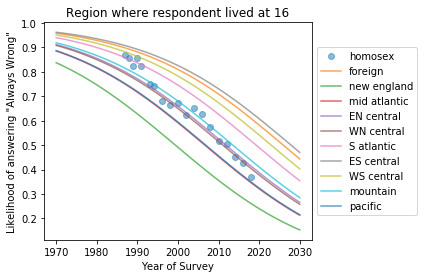 Region where respondent lived at 16
Likelihood of answering "Always Wrong"
1.0
0.9
0.8
0.7
0.6
0.5
0.4
0.3
0.2
1970
1980
1990
2000
2010
2020
2030
Year of Survey
homosex
foreign
new england
mid atlantic
EN central
WN central
S atlantic
ES central
WS central
mountain
pacific